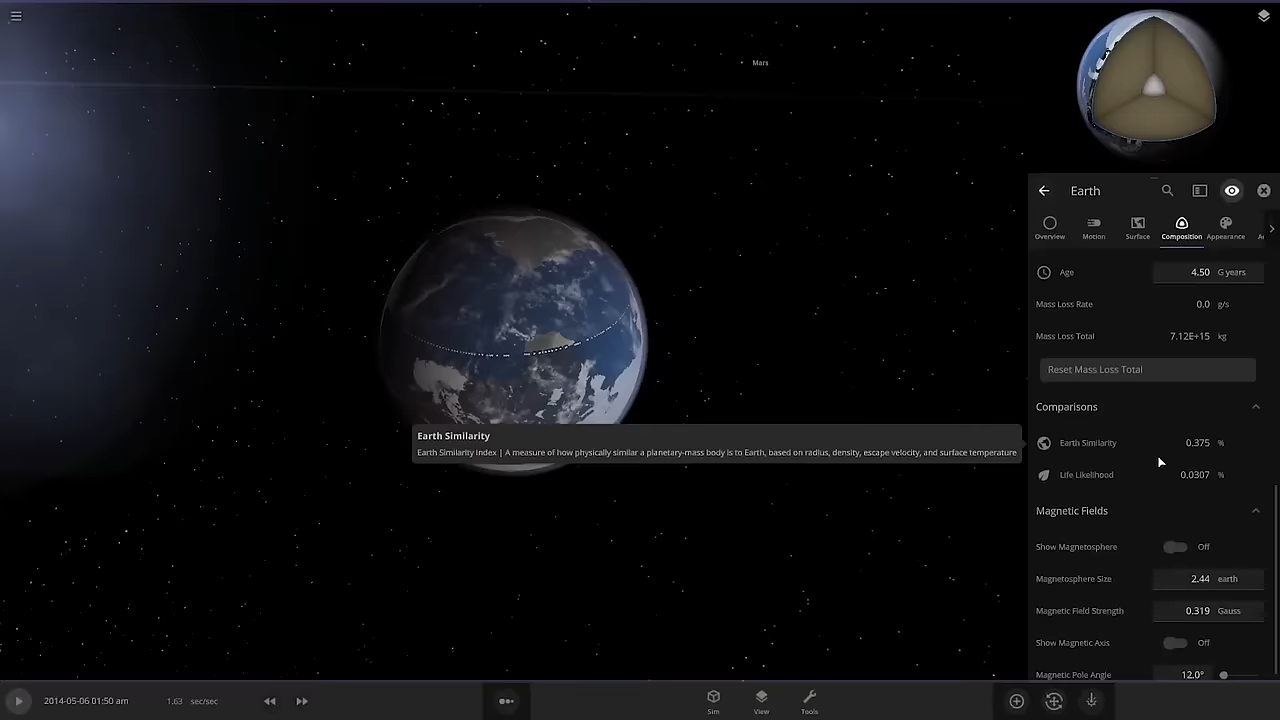 Mars
Earth
Overview
Motion
Surface
Composition
Appearance
Age 4.50 G years
Mass Loss Rate 0.0 g/s
Mass Loss Total 7.12E+15 kg
Reset Mass Loss Total
Comparisons
Earth Similarity
Earth Similarity Index | A measure of how physically similar a planetary-mass body is to Earth, based on radius, density, escape velocity, and surface temperature
Earth Similarity 0.375 %
Life Likelihood 0.0307 %
Magnetic Fields
Show Magnetosphere Off
Magnetosphere Size 2.44 earth
Magnetic Field Strength 0.319 Gauss
Show Magnetic Axis Off
Magnetic Pole Angle 12.0°
2014-05-06 01:50 am 1.63 sec/sec
Sim
View
Tools